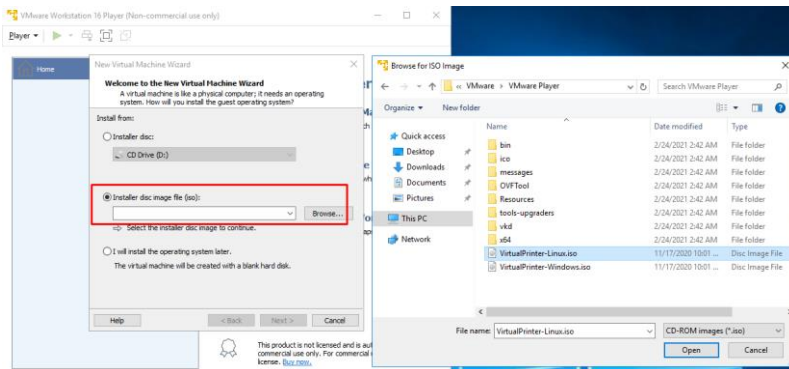 VMware Workstation 16 Player (Non-commercial use only)
Player
Home
New Virtual Machine Wizard
Welcome to the New Virtual Machine Wizard
A virtual machine is like a physical computer; it needs an operating
system. How will you install the guest operating system?
Install from:
Installer disc:
CD Drive (D:)
Installer disc image file (iso):
Browse...
Select the installer disc image to continue.
I will install the operating system later.
The virtual machine will be created with a blank hard disk.
Help
< Back
Next >
Cancel
This product is not licensed and is au
commercial use only. For commercial
license. Buy now.
Browse for ISO Image
« VMware > VMware Player
Search VMware Player
Organize
New folder
Name
Date modified
Type
Quick access
Desktop
Downloads
Documents
Pictures
This PC
Network
bin
2/24/2021 2:42 AM
File folder
ico
2/24/2021 2:42 AM
File folder
messages
2/24/2021 2:42 AM
File folder
OVFTool
2/24/2021 2:42 AM
File folder
Resources
2/24/2021 2:42 AM
File folder
tools-upgraders
2/24/2021 2:42 AM
File folder
vkd
2/24/2021 2:42 AM
File folder
x64
2/24/2021 2:42 AM
File folder
VirtualPrinter-Linux.iso
11/17/2020 10:01 ...
Disc Image File
VirtualPrinter-Windows.iso
11/17/2020 10:01 ...
Disc Image File
File name:
VirtualPrinter-Linux.iso
CD-ROM images (*.iso)
Open
Cancel